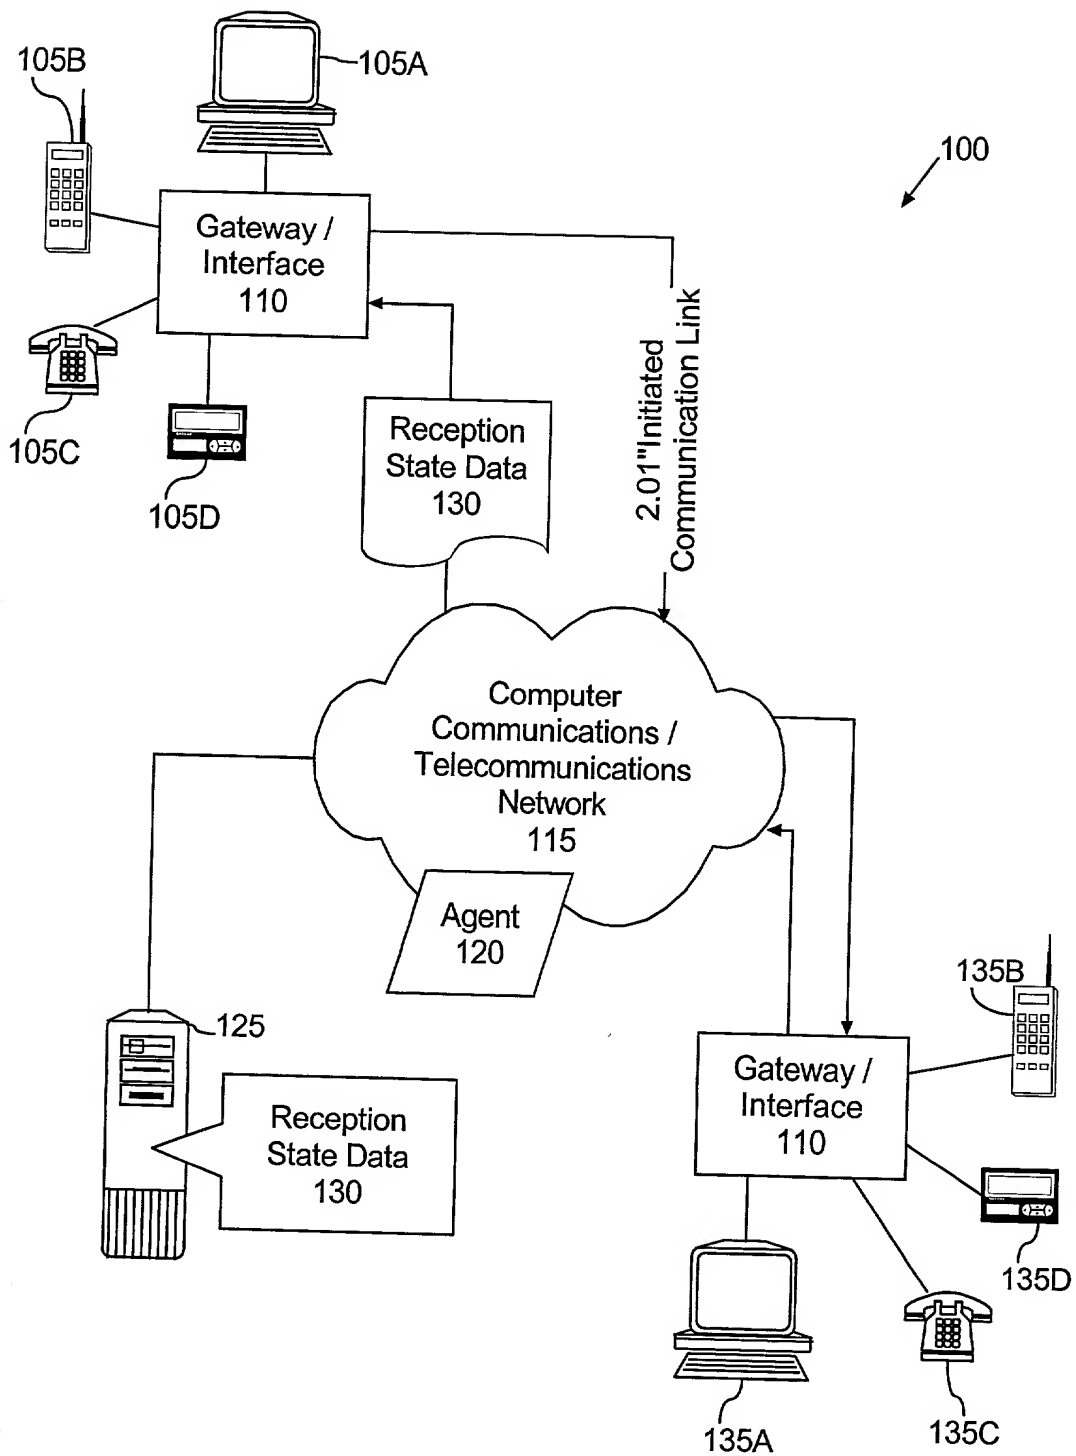 105B
105A
100
Gateway /
Interface
110
105C
105D
Reception
State Data
130
2.01"Initiated
Communication Link
Computer
Communications /
Telecommunications
Network
115
Agent
120
125
Reception
State Data
130
135B
Gateway /
Interface
110
135D
135A
135C